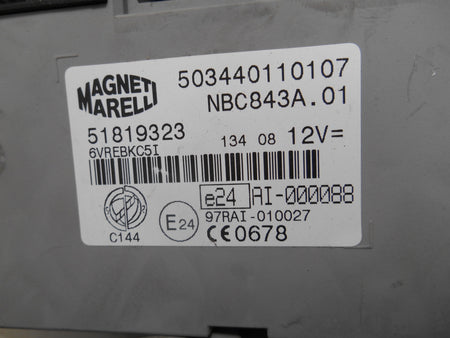 MAGNETI
MARELLI
503440110107
NBC843A.01
51819323
134 08 12V=
6VREBKC5I
e24 AI-000088
97RAI-010027
E24
C144
CE0678